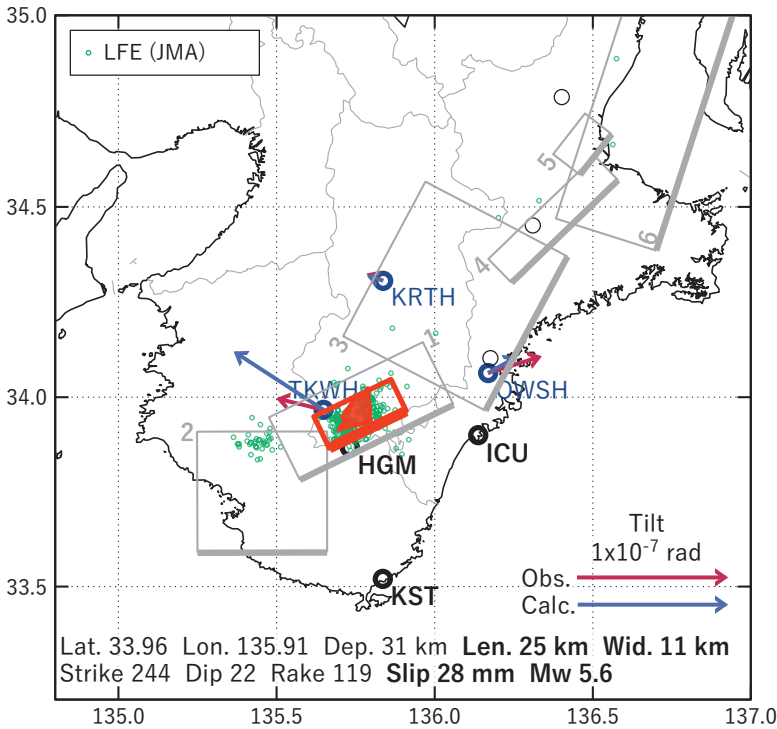 35.0
LFE (JMA)
5
34.5
4
6
KRTH
3
1
TKWH
OWSH
34.0
2
HGM
ICU
Tilt
1x10⁻⁷ rad
Obs.
KST
Calc.
33.5
Lat. 33.96 Lon. 135.91 Dep. 31 km Len. 25 km Wid. 11 km
Strike 244 Dip 22 Rake 119 Slip 28 mm Mw 5.6
135.0 135.5 136.0 136.5 137.0